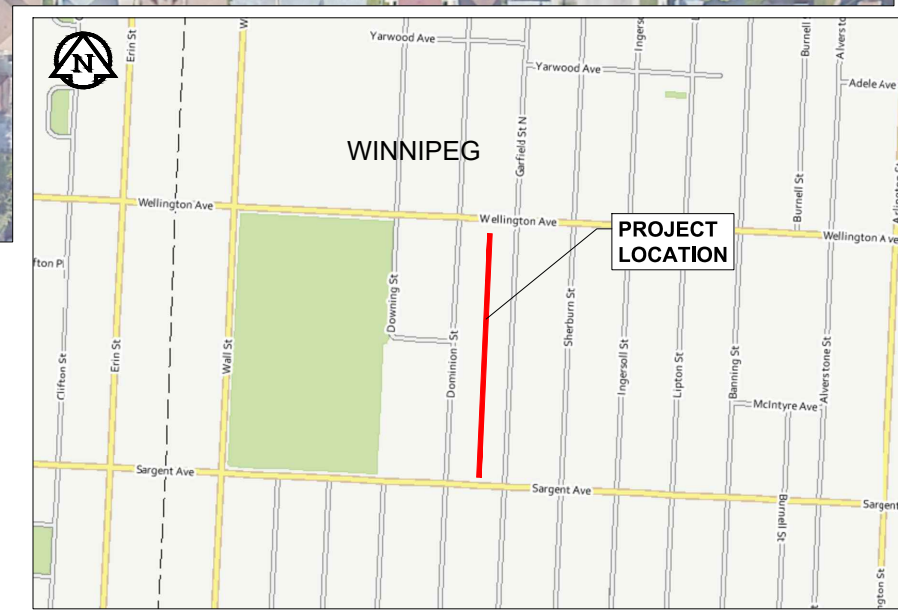 N
WINNIPEG
PROJECT
LOCATION
Yarwood Ave
Yarwood Ave
Adele Ave
Erin St
Garfield St N
Burnell St
Wellington Ave
Wellington Ave
Wellington Ave
Clifton St
Erin St
Wall St
Downing St
Dominion St
Sherburn St
Ingersoll St
Lipton St
Banning St
Alverstone St
McIntyre Ave
Sargent Ave
Sargent Ave
Sargent
Burnell St